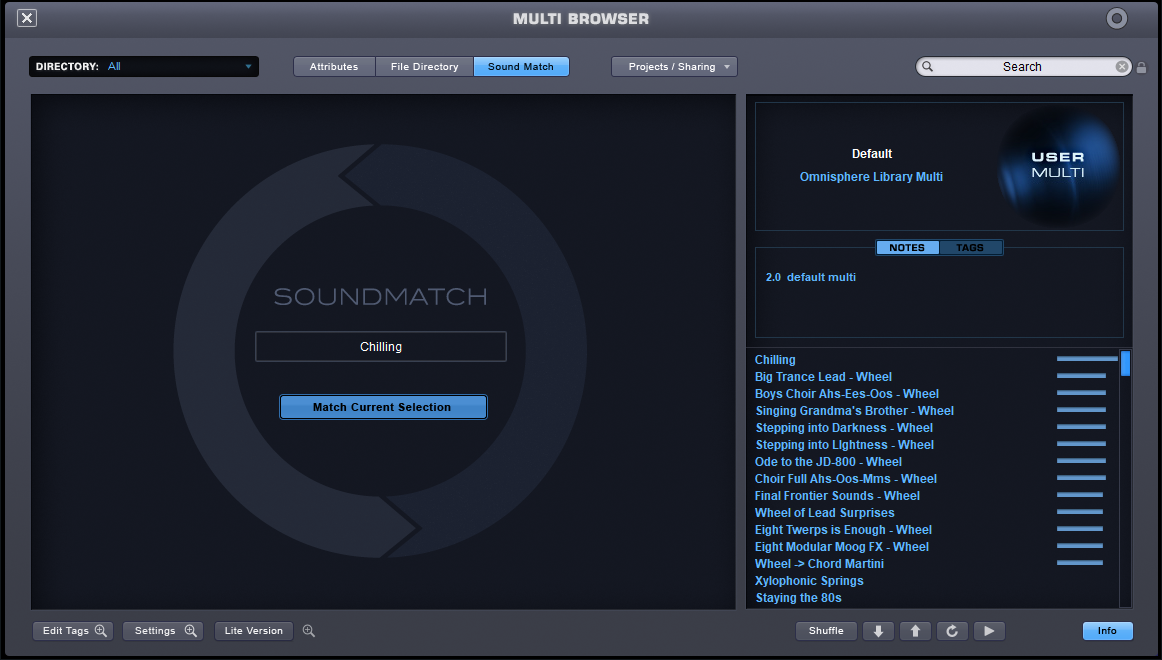 MULTI BROWSER
DIRECTORY: All
Attributes
File Directory
Sound Match
Projects / Sharing
Search
SOUNDMATCH
Chilling
Match Current Selection
Default
Omnisphere Library Multi
USER
MULTI
NOTES
TAGS
2.0 default multi
Chilling
Big Trance Lead - Wheel
Boys Choir Ahs-Ees-Oos - Wheel
Singing Grandma's Brother - Wheel
Stepping into Darkness - Wheel
Stepping into LIghtness - Wheel
Ode to the JD-800 - Wheel
Choir Full Ahs-Oos-Mms - Wheel
Final Frontier Sounds - Wheel
Wheel of Lead Surprises
Eight Twerps is Enough - Wheel
Eight Modular Moog FX - Wheel
Wheel -> Chord Martini
Xylophonic Springs
Staying the 80s
Edit Tags
Settings
Lite Version
Shuffle
Info